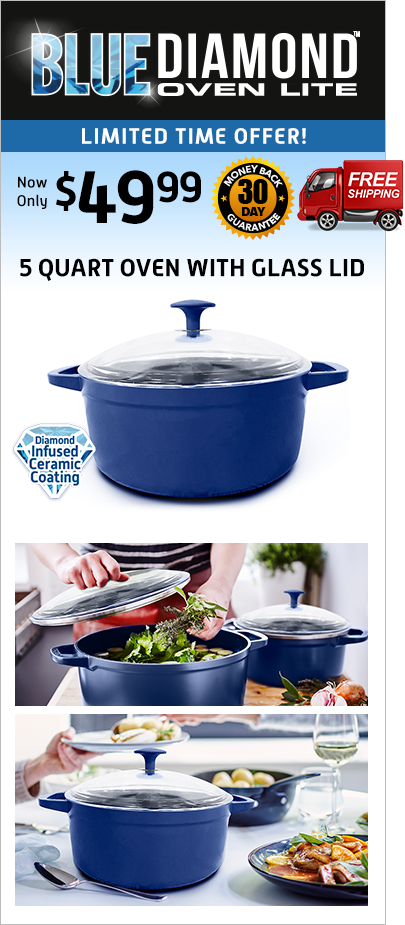 BLUE DIAMOND™
OVEN LITE
LIMITED TIME OFFER!
Now
Only
$49.99
MONEY BACK
30
DAY
GUARANTEE
FREE
SHIPPING
5 QUART OVEN WITH GLASS LID
Diamond
Infused
Ceramic
Coating